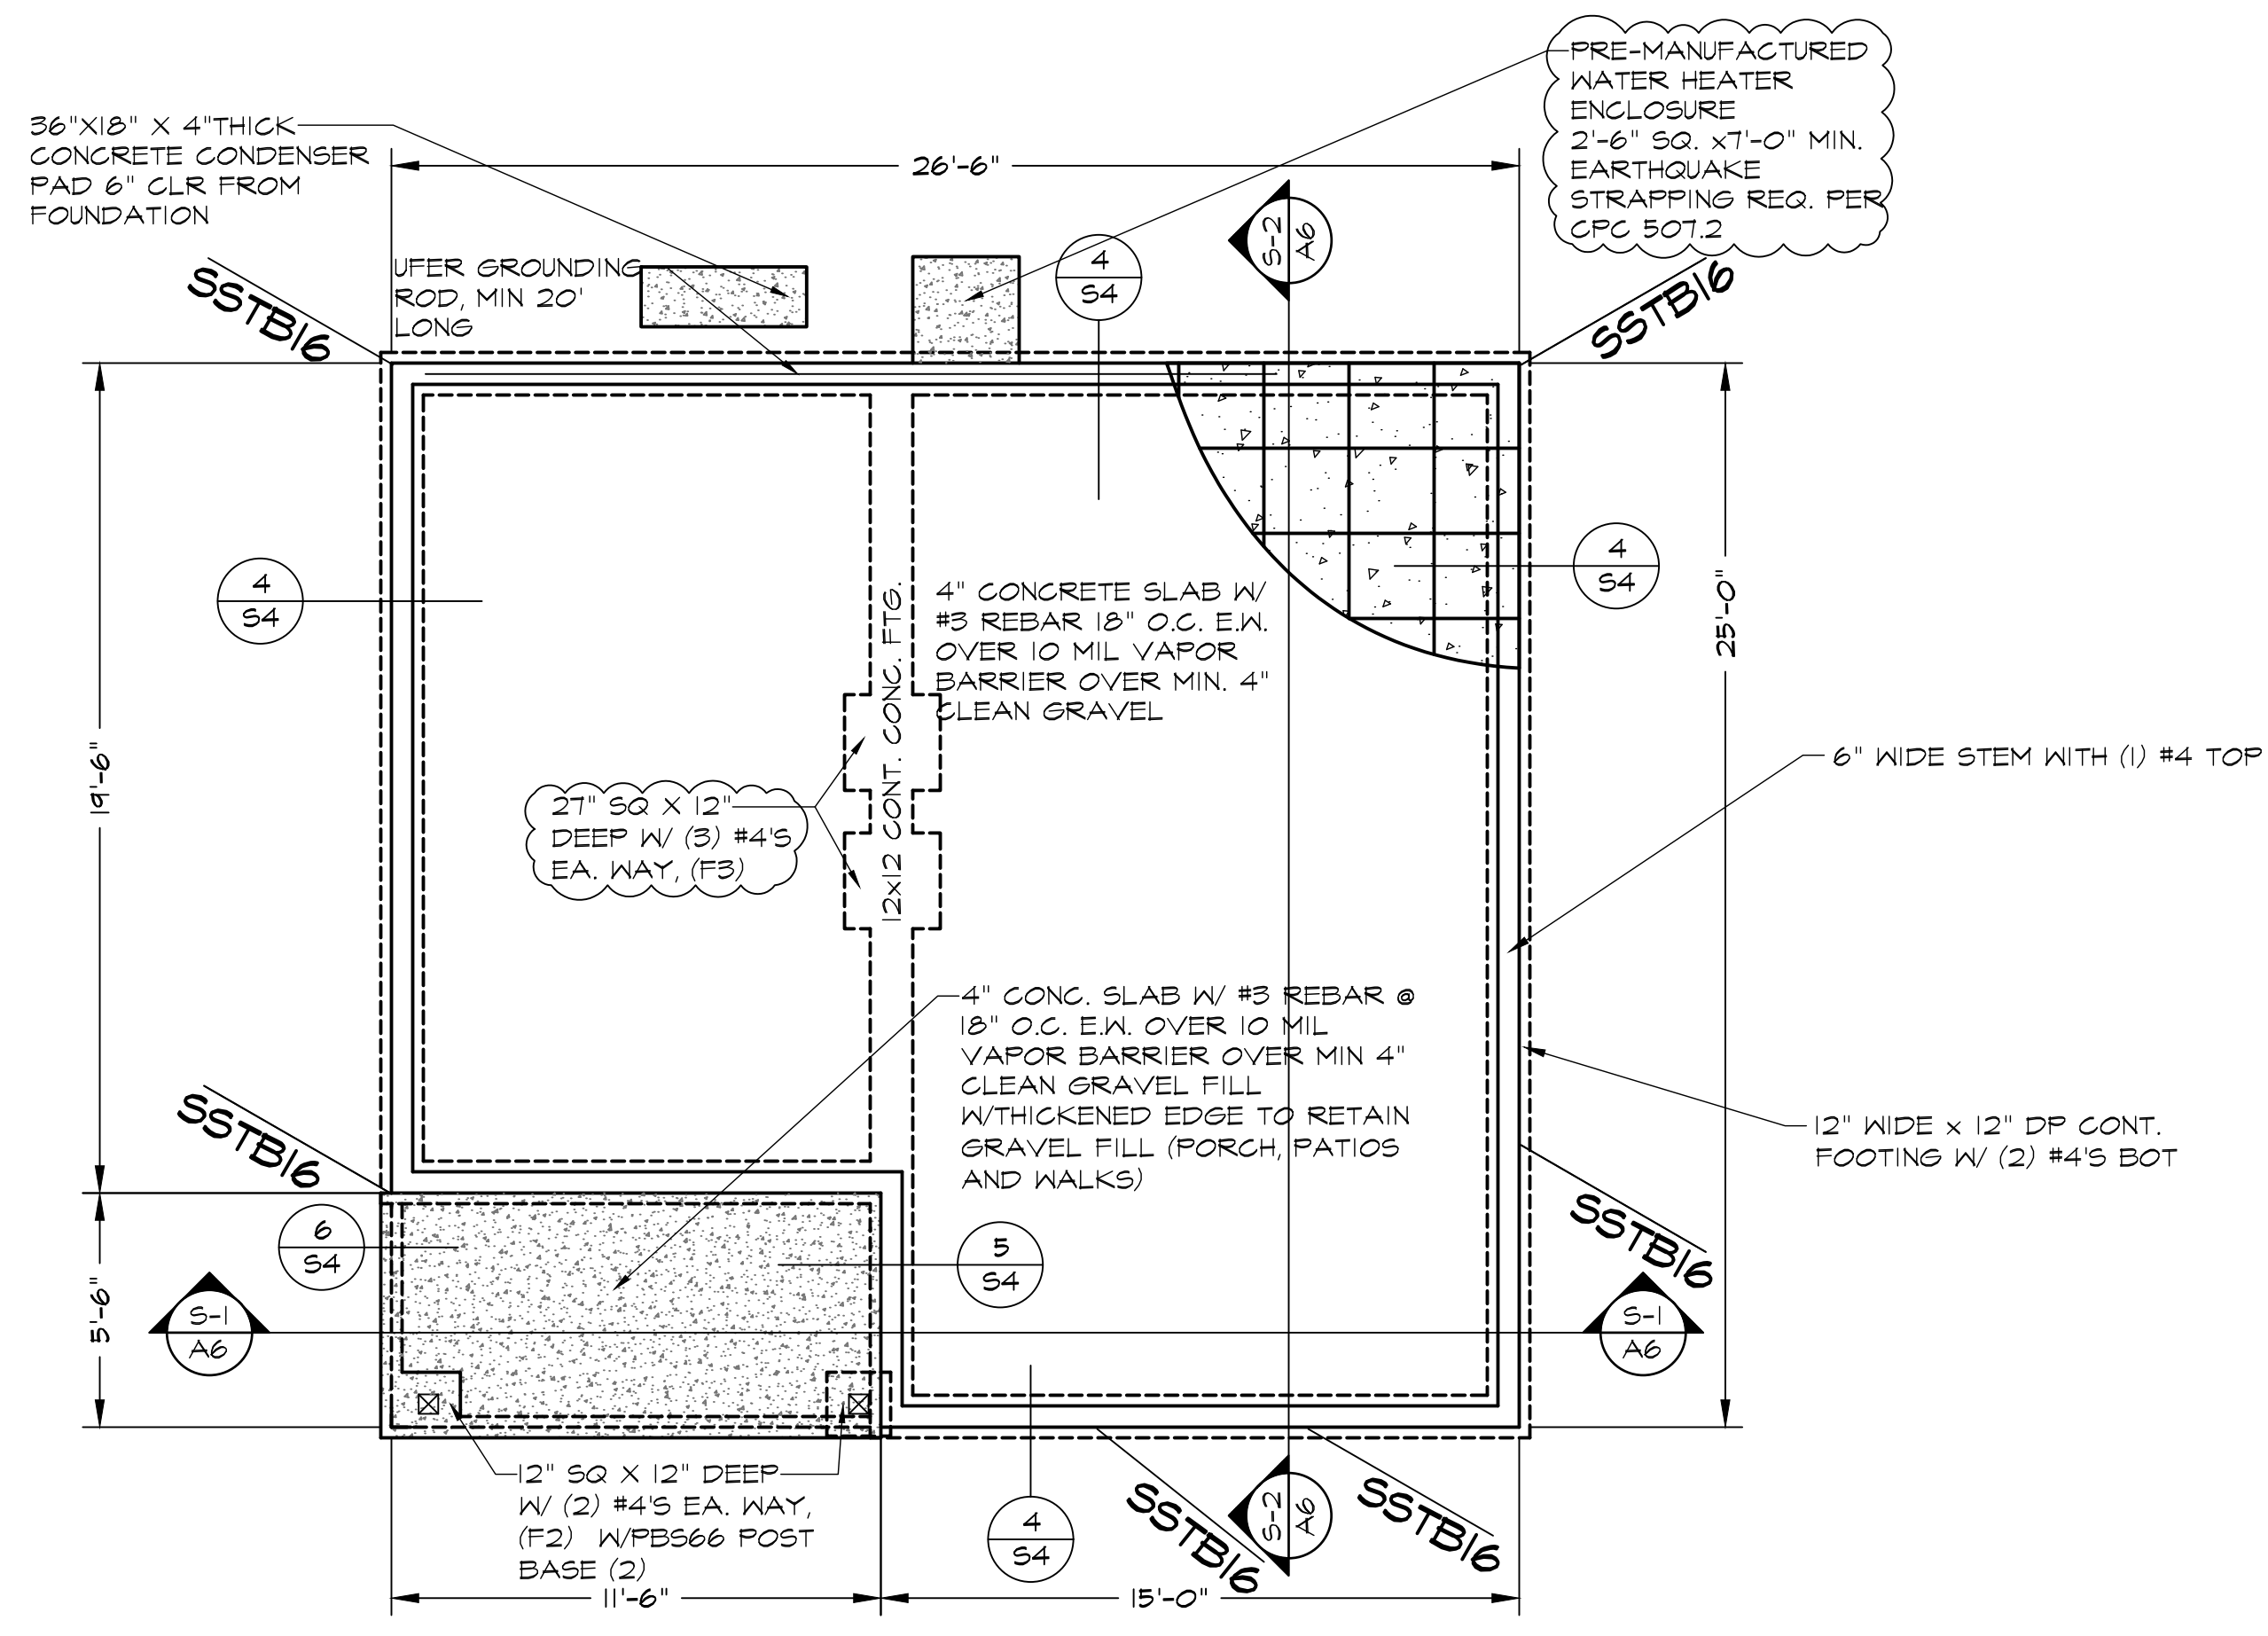 PRE-MANUFACTURED
WATER HEATER
ENCLOSURE
2'-6" SQ. x7'-0" MIN.
EARTHQUAKE
STRAPPING REQ. PER
CPC 507.2
36"X18" X 4"THICK
CONCRETE CONDENSER
PAD 6" CLR FROM
FOUNDATION
26'-6"
S-2
A6
UFER GROUNDING
ROD, MIN 20'
LONG
4
S4
SSTB16
SSTB16
4
S4
4
S4
19'-6"
25'-0"
4" CONCRETE SLAB W/
#3 REBAR 18" O.C. E.W.
OVER 10 MIL VAPOR
BARRIER OVER MIN. 4"
CLEAN GRAVEL
12x12 CONT. CONC. FTG.
6" WIDE STEM WITH (1) #4 TOP
27" SQ X 12"
DEEP W/ (3) #4'S
EA. WAY, (F3)
4" CONC. SLAB W/ #3 REBAR @
18" O.C. E.W. OVER 10 MIL
VAPOR BARRIER OVER MIN 4"
CLEAN GRAVEL FILL
W/THICKENED EDGE TO RETAIN
GRAVEL FILL (PORCH, PATIOS
AND WALKS)
12" WIDE x 12" DP CONT.
FOOTING W/ (2) #4'S BOT
SSTB16
SSTB16
6
S4
5
S4
5'-6"
S-1
A6
S-1
A6
12" SQ X 12" DEEP
W/ (2) #4'S EA. WAY,
(F2) W/PBS66 POST
BASE (2)
4
S4
SSTB16
S-2
A6
SSTB16
11'-6"
15'-0"